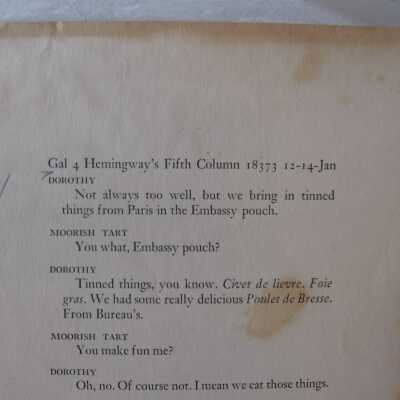 Gal 4 Hemingway's Fifth Column 18373 12-14-Jan
DOROTHY
Not always too well, but we bring in tinned
things from Paris in the Embassy pouch.
MOORISH TART
You what, Embassy pouch?
DOROTHY
Tinned things, you know. Civet de lievre. Foie
gras. We had some really delicious Poulet de Bresse.
From Bureau's.
MOORISH TART
You make fun me?
DOROTHY
Oh, no. Of course not. I mean we eat those things.